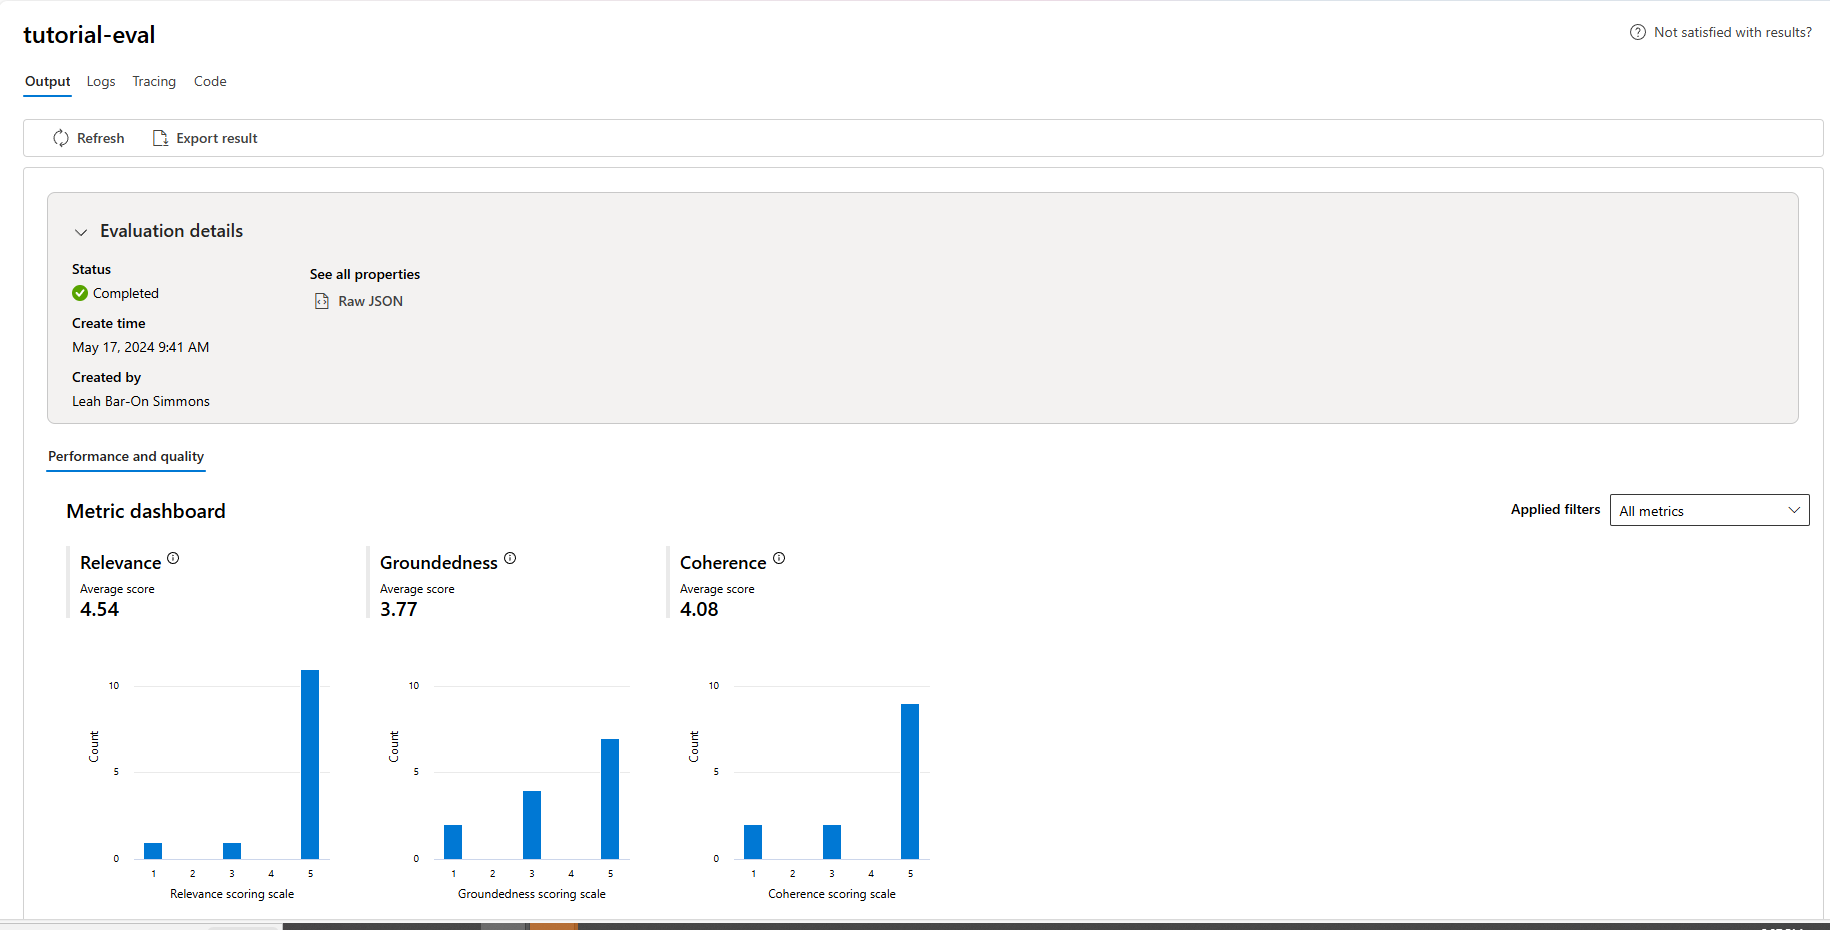 tutorial-eval
Not satisfied with results?
Output Logs Tracing Code
Refresh Export result
Evaluation details
Status
Completed
See all properties
Raw JSON
Create time
May 17, 2024 9:41 AM
Created by
Leah Bar-On Simmons
Performance and quality
Metric dashboard
Applied filters All metrics
Relevance
Average score
4.54
Groundedness
Average score
3.77
Coherence
Average score
4.08
10
5
0
Count
1 2 3 4 5
Relevance scoring scale
10
5
0
Count
1 2 3 4 5
Groundedness scoring scale
10
5
0
Count
1 2 3 4 5
Coherence scoring scale